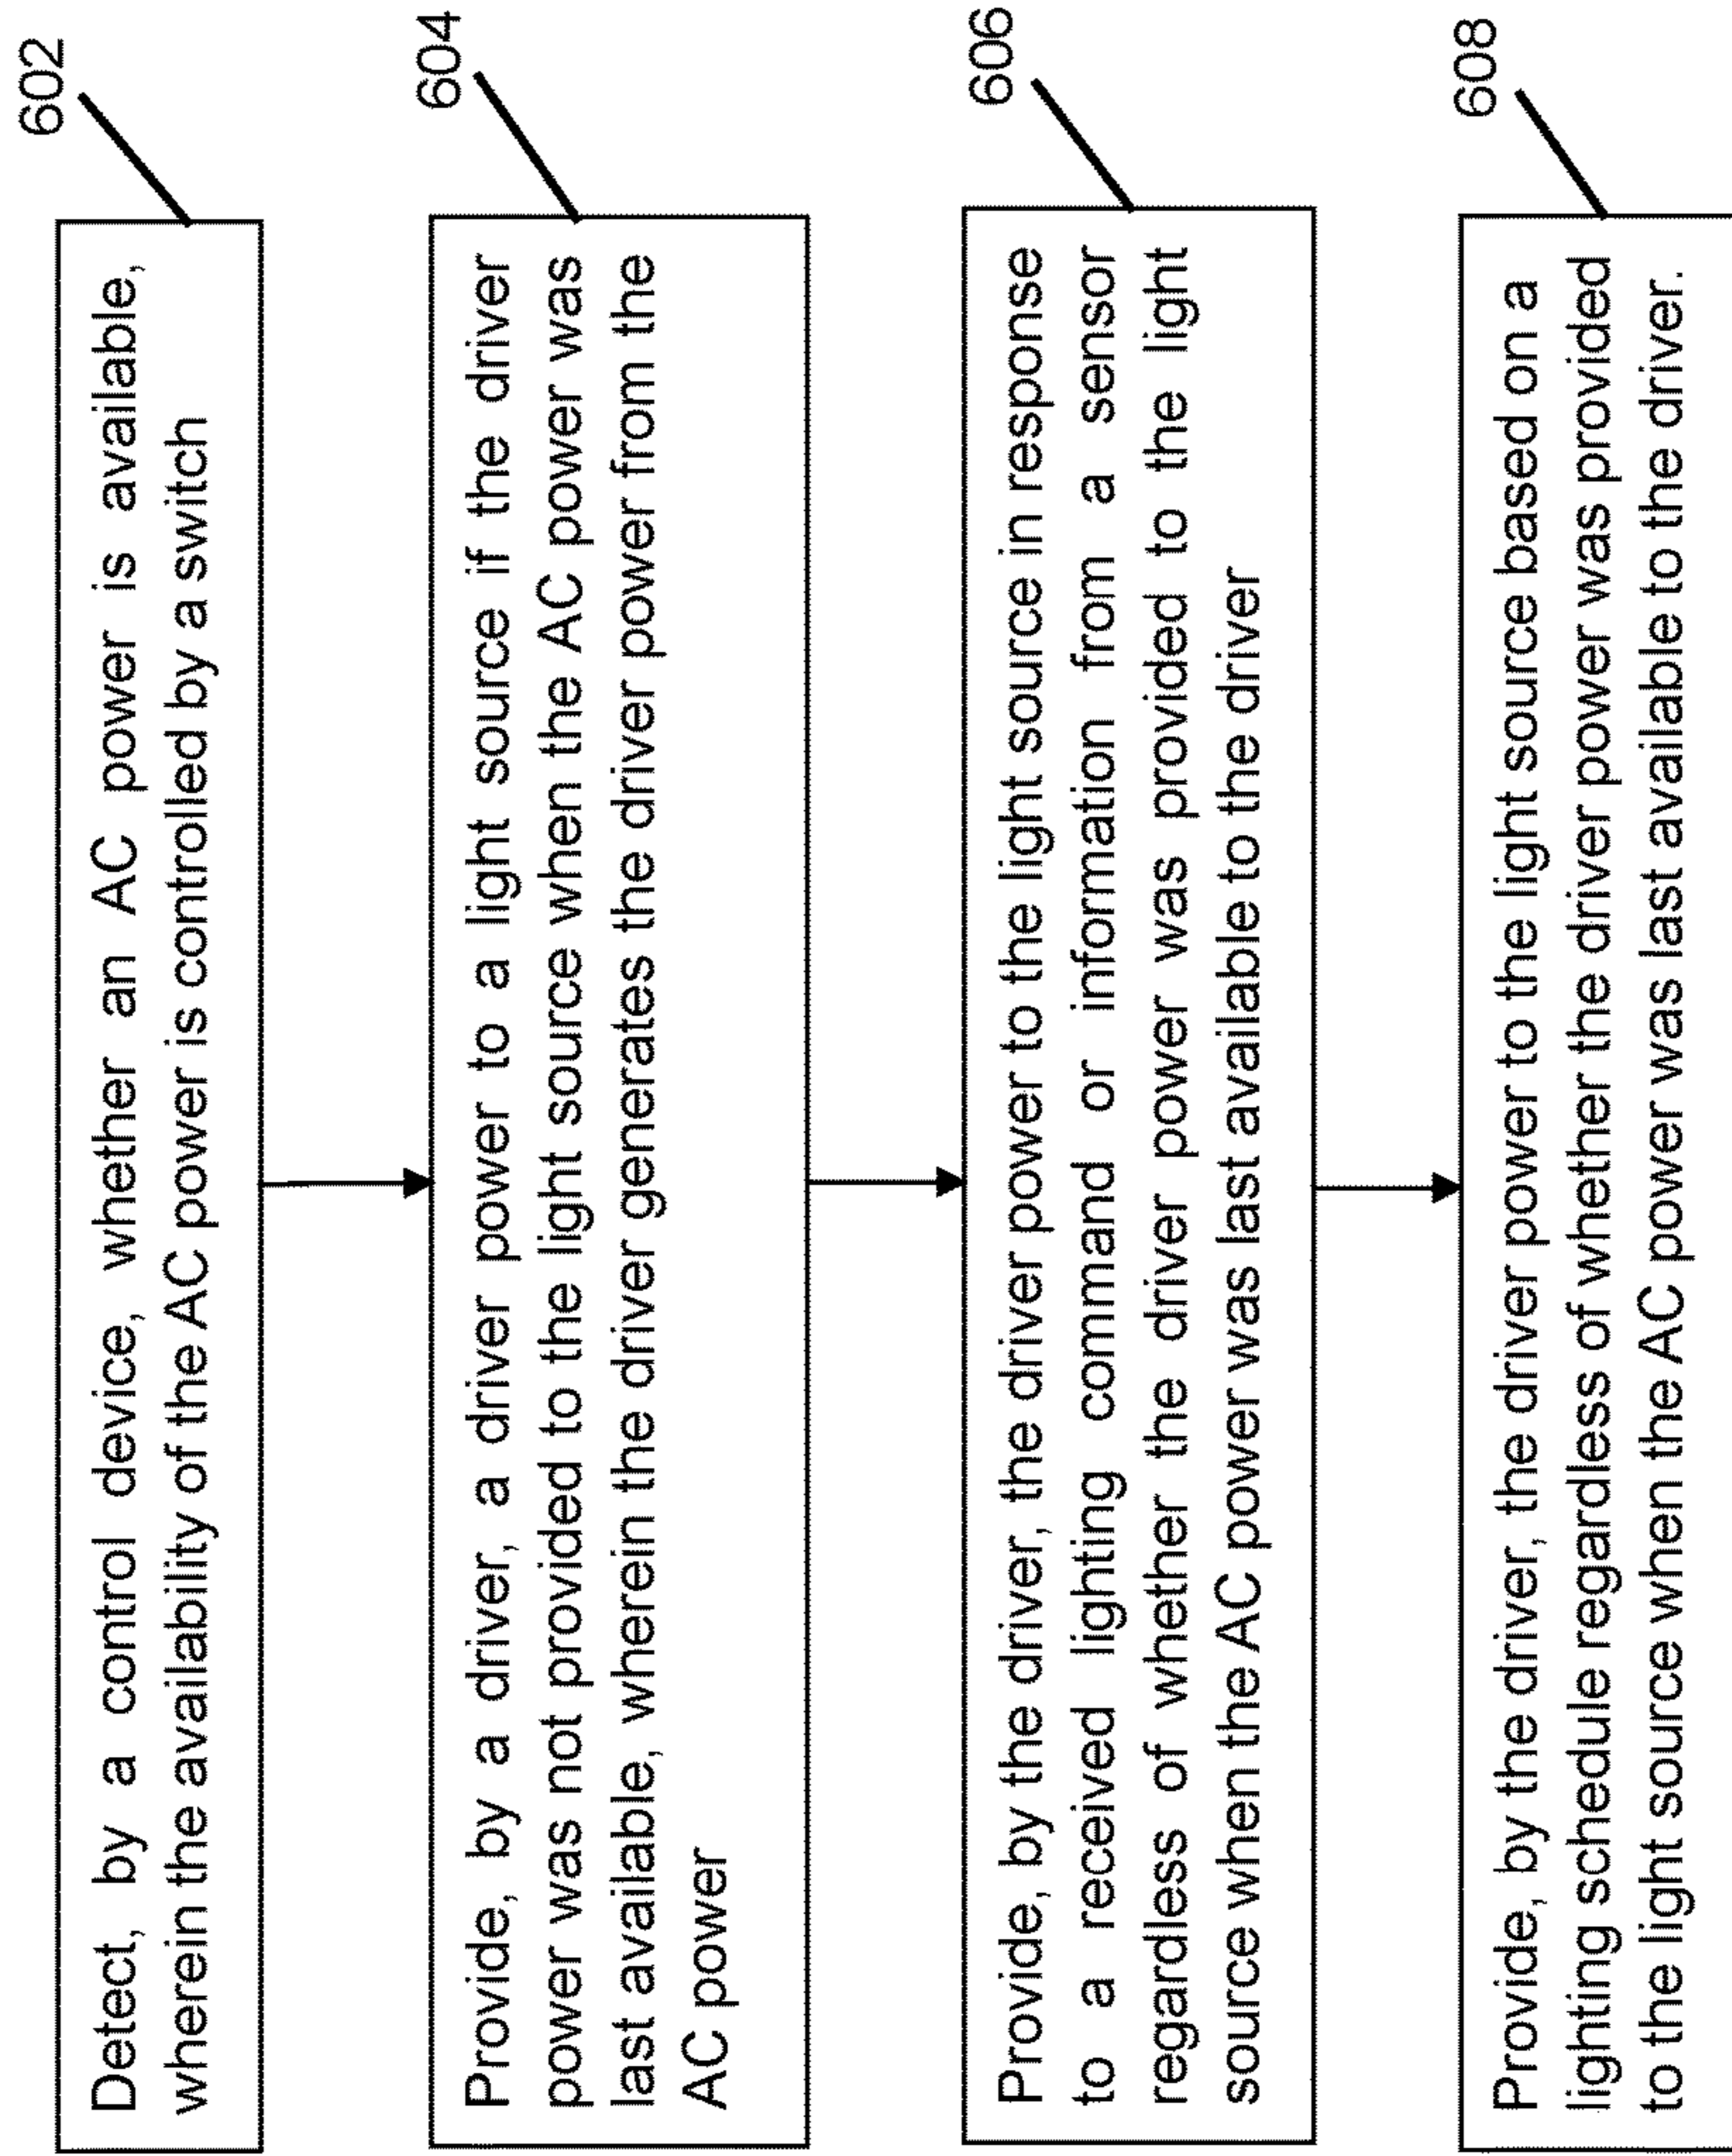 602
Detect, by a control device, whether an AC power is available,
wherein the availability of the AC power is controlled by a switch
604
Provide, by a driver, a driver power to a light source if the driver
power was not provided to the light source when the AC power was
last available, wherein the driver generates the driver power from the
AC power
606
Provide, by the driver, the driver power to the light source in response
to a received lighting command or information from a sensor
regardless of whether the driver power was provided to the light
source when the AC power was last available to the driver
608
Provide, by the driver, the driver power to the light source based on a
lighting schedule regardless of whether the driver power was provided
to the light source when the AC power was last available to the driver.